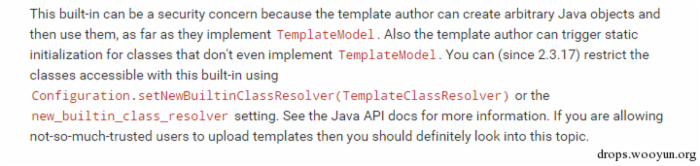 This built-in can be a security concern because the template author can create arbitrary Java objects and
then use them, as far as they implement TemplateModel. Also the template author can trigger static
initialization for classes that don't even implement TemplateModel. You can (since 2.3.17) restrict the
classes accessible with this built-in using
Configuration.setNewBuiltinClassResolver(TemplateClassResolver) or the
new_builtin_class_resolver setting. See the Java API docs for more information. If you are allowing
not-so-much-trusted users to upload templates then you should definitely look into this topic.
drops.wooyun.org